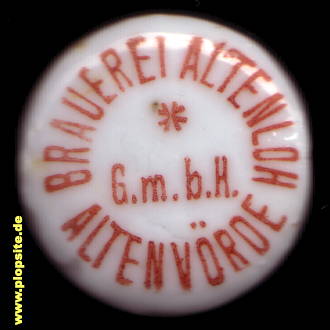 BRAUEREI ALTENLOH
*
G.m.b.H.
ALTENVÖRDE
www.plopsite.de